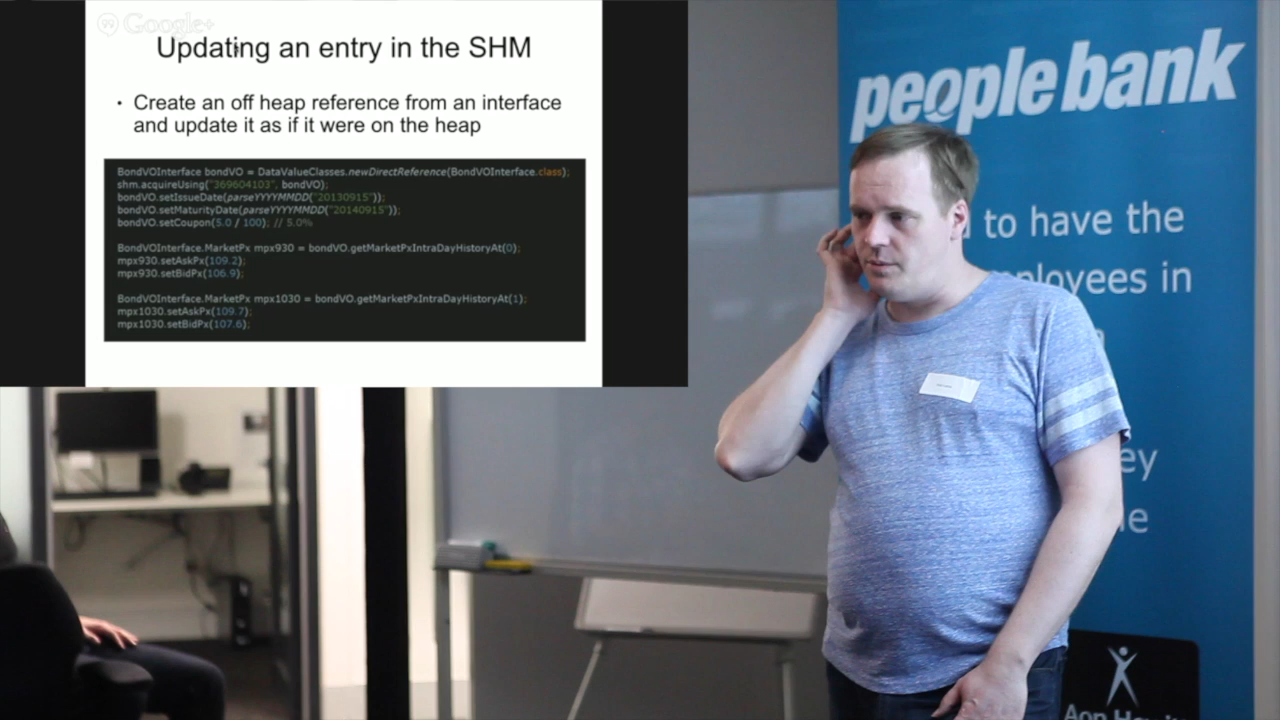 Google+
Updating an entry in the SHM
• Create an off heap reference from an interface
and update it as if it were on the heap
BondVOInterface bondVO = DataValueClasses.newDirectReference(BondVOInterface.class);
shm.acquireUsing("369604103", bondVO);
bondVO.setIssueDate(parseYYYYMMDD("20130915"));
bondVO.setMaturityDate(parseYYYYMMDD("20140915"));
bondVO.setCoupon(5.0 / 100); // 5.0%
BondVOInterface.MarketPx mpx930 = bondVO.getMarketPxIntraDayHistoryAt(0);
mpx930.setAskPx(109.2);
mpx930.setBidPx(106.9);
BondVOInterface.MarketPx mpx1030 = bondVO.getMarketPxIntraDayHistoryAt(1);
mpx1030.setAskPx(109.7);
mpx1030.setBidPx(107.6);
peoplebank
to have the
in
Aon